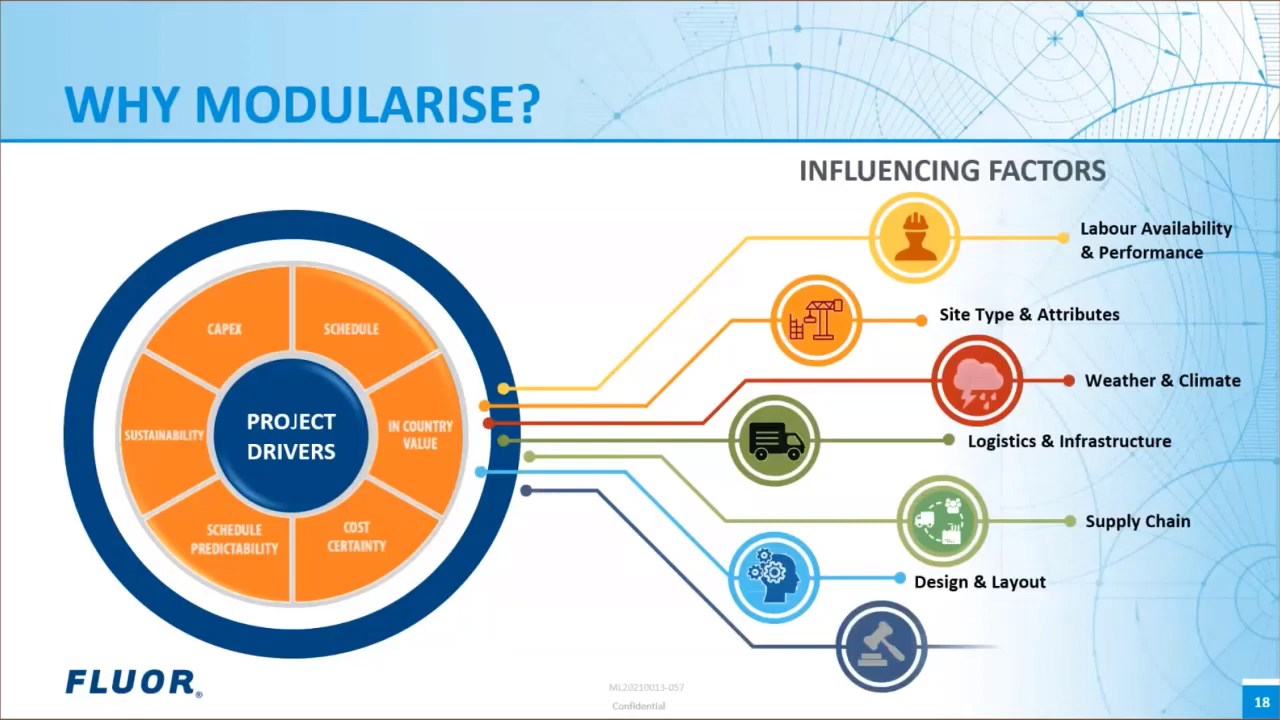 WHY MODULARISE?
INFLUENCING FACTORS
CAPEX
SCHEDULE
SUSTAINABILITY
PROJECT
DRIVERS
IN COUNTRY
VALUE
SCHEDULE
PREDICTABILITY
COST
CERTAINTY
Labour Availability
& Performance
Site Type & Attributes
Weather & Climate
Logistics & Infrastructure
Supply Chain
Design & Layout
FLUOR®
ML20210013-057
Confidential
18